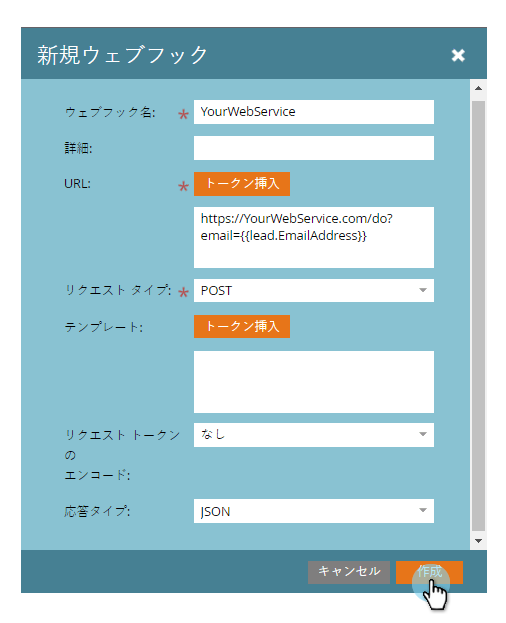 新規ウェブフック
ウェブフック名: * YourWebService
詳細:
URL: * トークン挿入
https://YourWebService.com/do?
email={{lead.EmailAddress}}
リクエスト タイプ: * POST
テンプレート: トークン挿入
リクエスト トークン なし
の
エンコード:
応答タイプ: JSON
キャンセル 作成